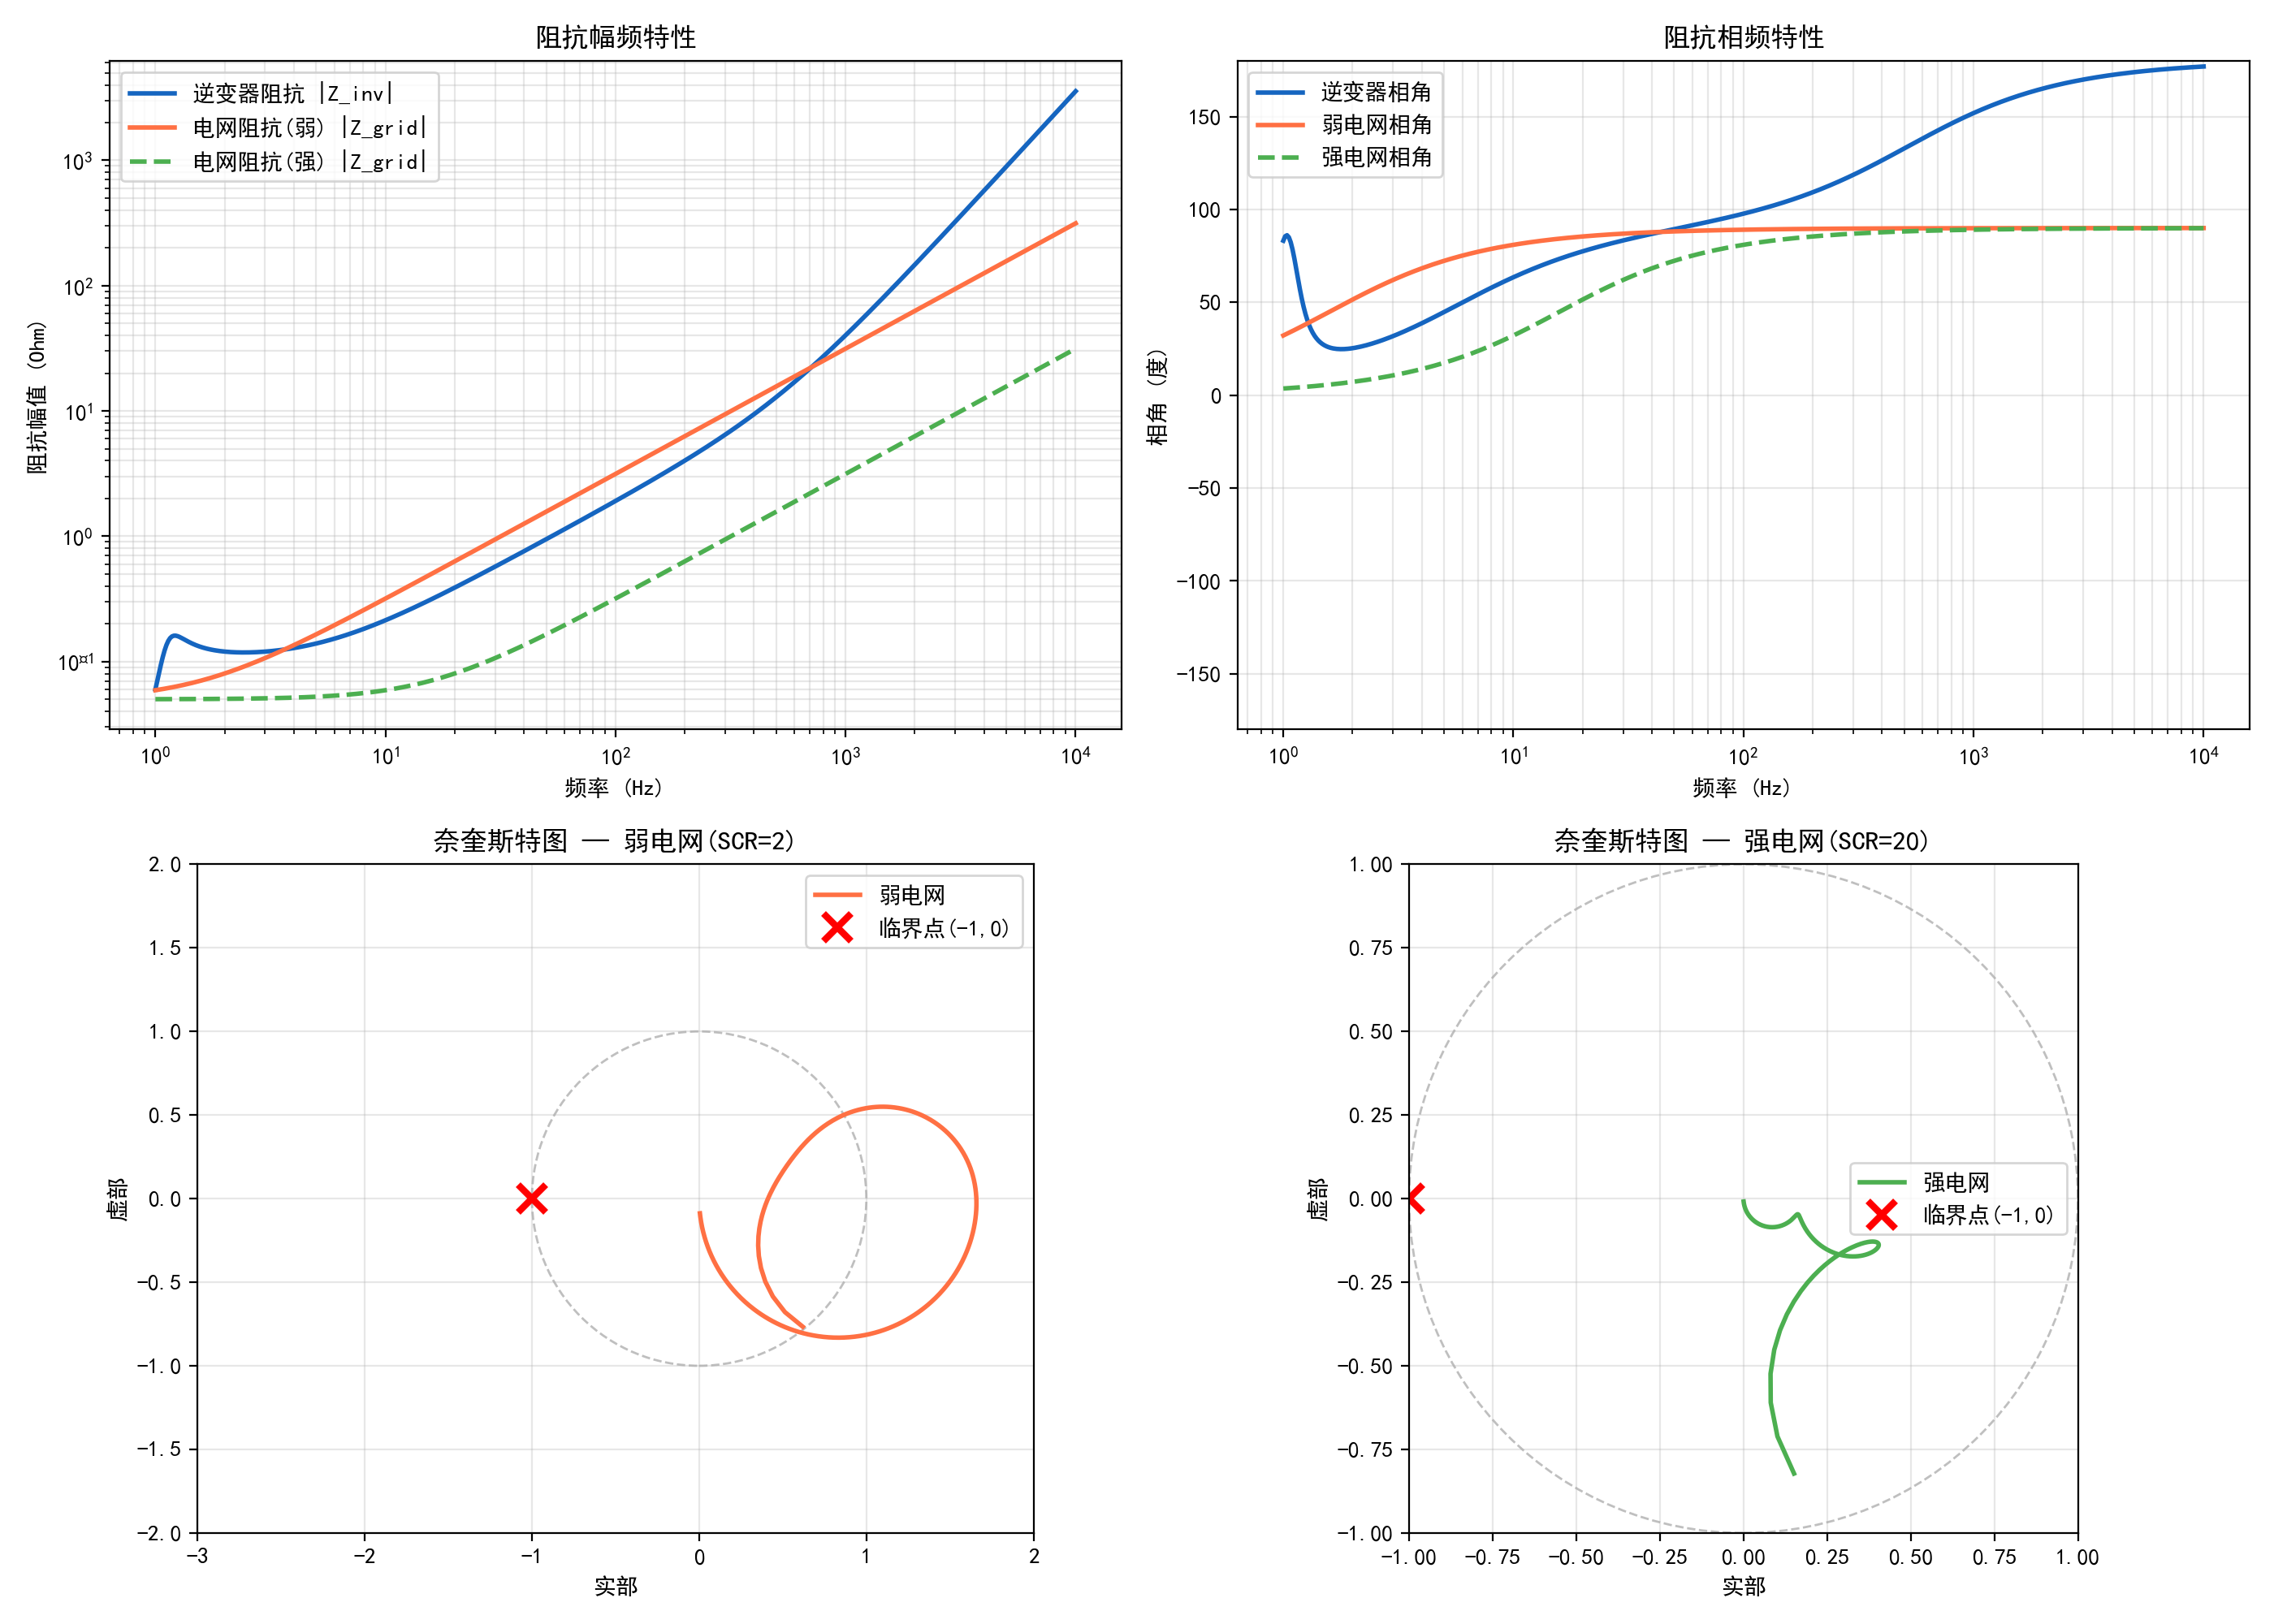 阻抗幅频特性
逆变器阻抗 |Z_inv|
电网阻抗(弱) |Z_grid|
电网阻抗(强) |Z_grid|
10³
10²
10¹
10⁰
10¤1
阻抗幅值 (Ohm)
10⁰ 10¹ 10² 10³ 10⁴
频率 (Hz)
阻抗相频特性
逆变器相角
弱电网相角
强电网相角
150
100
50
0
−50
−100
−150
相角 (度)
10⁰ 10¹ 10² 10³ 10⁴
频率 (Hz)
奈奎斯特图 — 弱电网(SCR=2)
弱电网
临界点(-1,0)
2.0
1.5
1.0
0.5
0.0
−0.5
−1.0
−1.5
−2.0
虚部
−3 −2 −1 0 1 2
实部
奈奎斯特图 — 强电网(SCR=20)
强电网
临界点(-1,0)
1.00
0.75
0.50
0.25
0.00
−0.25
−0.50
−0.75
−1.00
虚部
−1.00 −0.75 −0.50 −0.25 0.00 0.25 0.50 0.75 1.00
实部